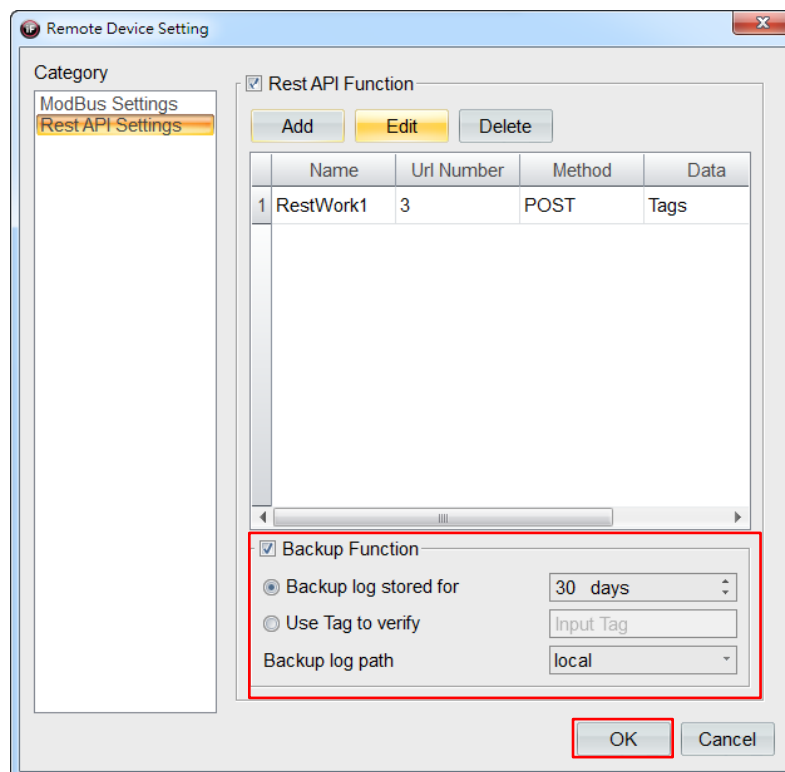 iF Remote Device Setting
x
Category
ModBus Settings
Rest API Settings
Rest API Function
Add Edit Delete
Name Url Number Method Data
1 RestWork1 3 POST Tags
Backup Function
Backup log stored for 30 days
Use Tag to verify Input Tag
Backup log path local
OK Cancel